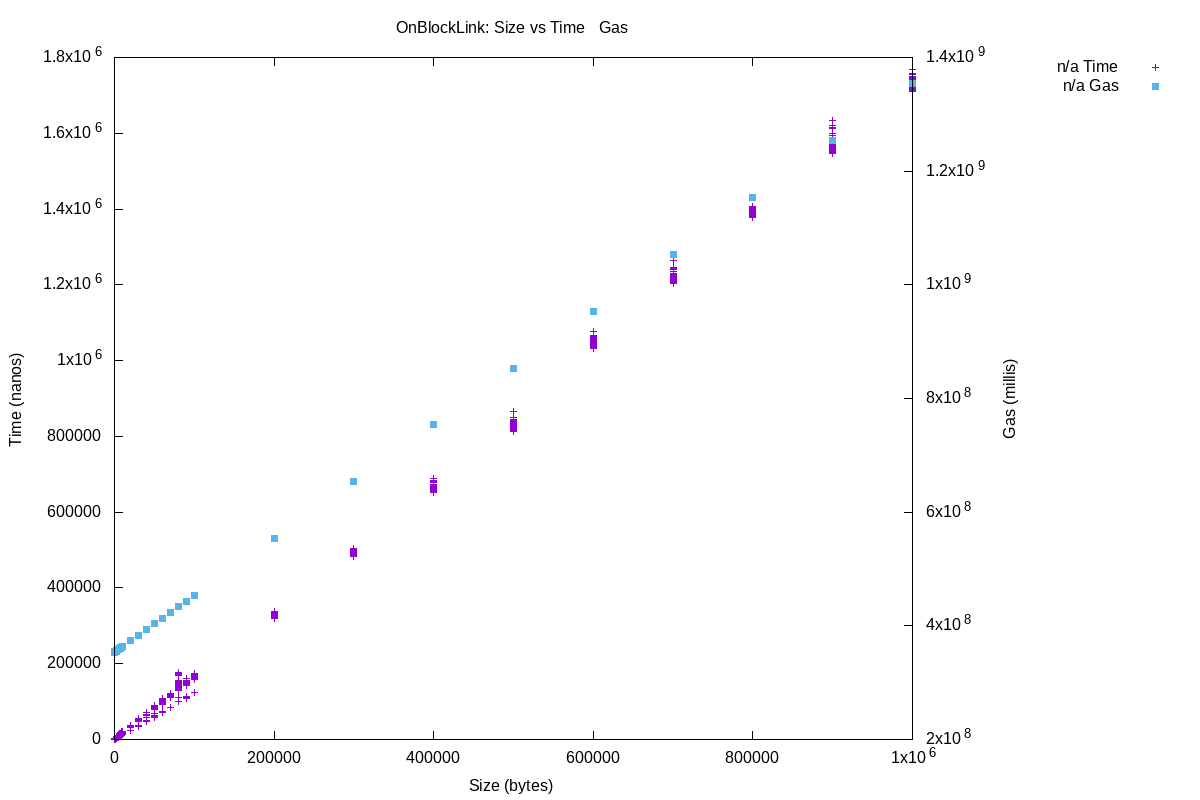 OnBlockLink: Size vs Time   Gas
n/a Time
n/a Gas
1.8x10 6
1.6x10 6
1.4x10 6
1.2x10 6
1x10 6
800000
600000
400000
200000
0
Time (nanos)
1.4x10 9
1.2x10 9
1x10 9
8x10 8
6x10 8
4x10 8
2x10 8
Gas (millis)
0
200000
400000
600000
800000
1x10 6
Size (bytes)